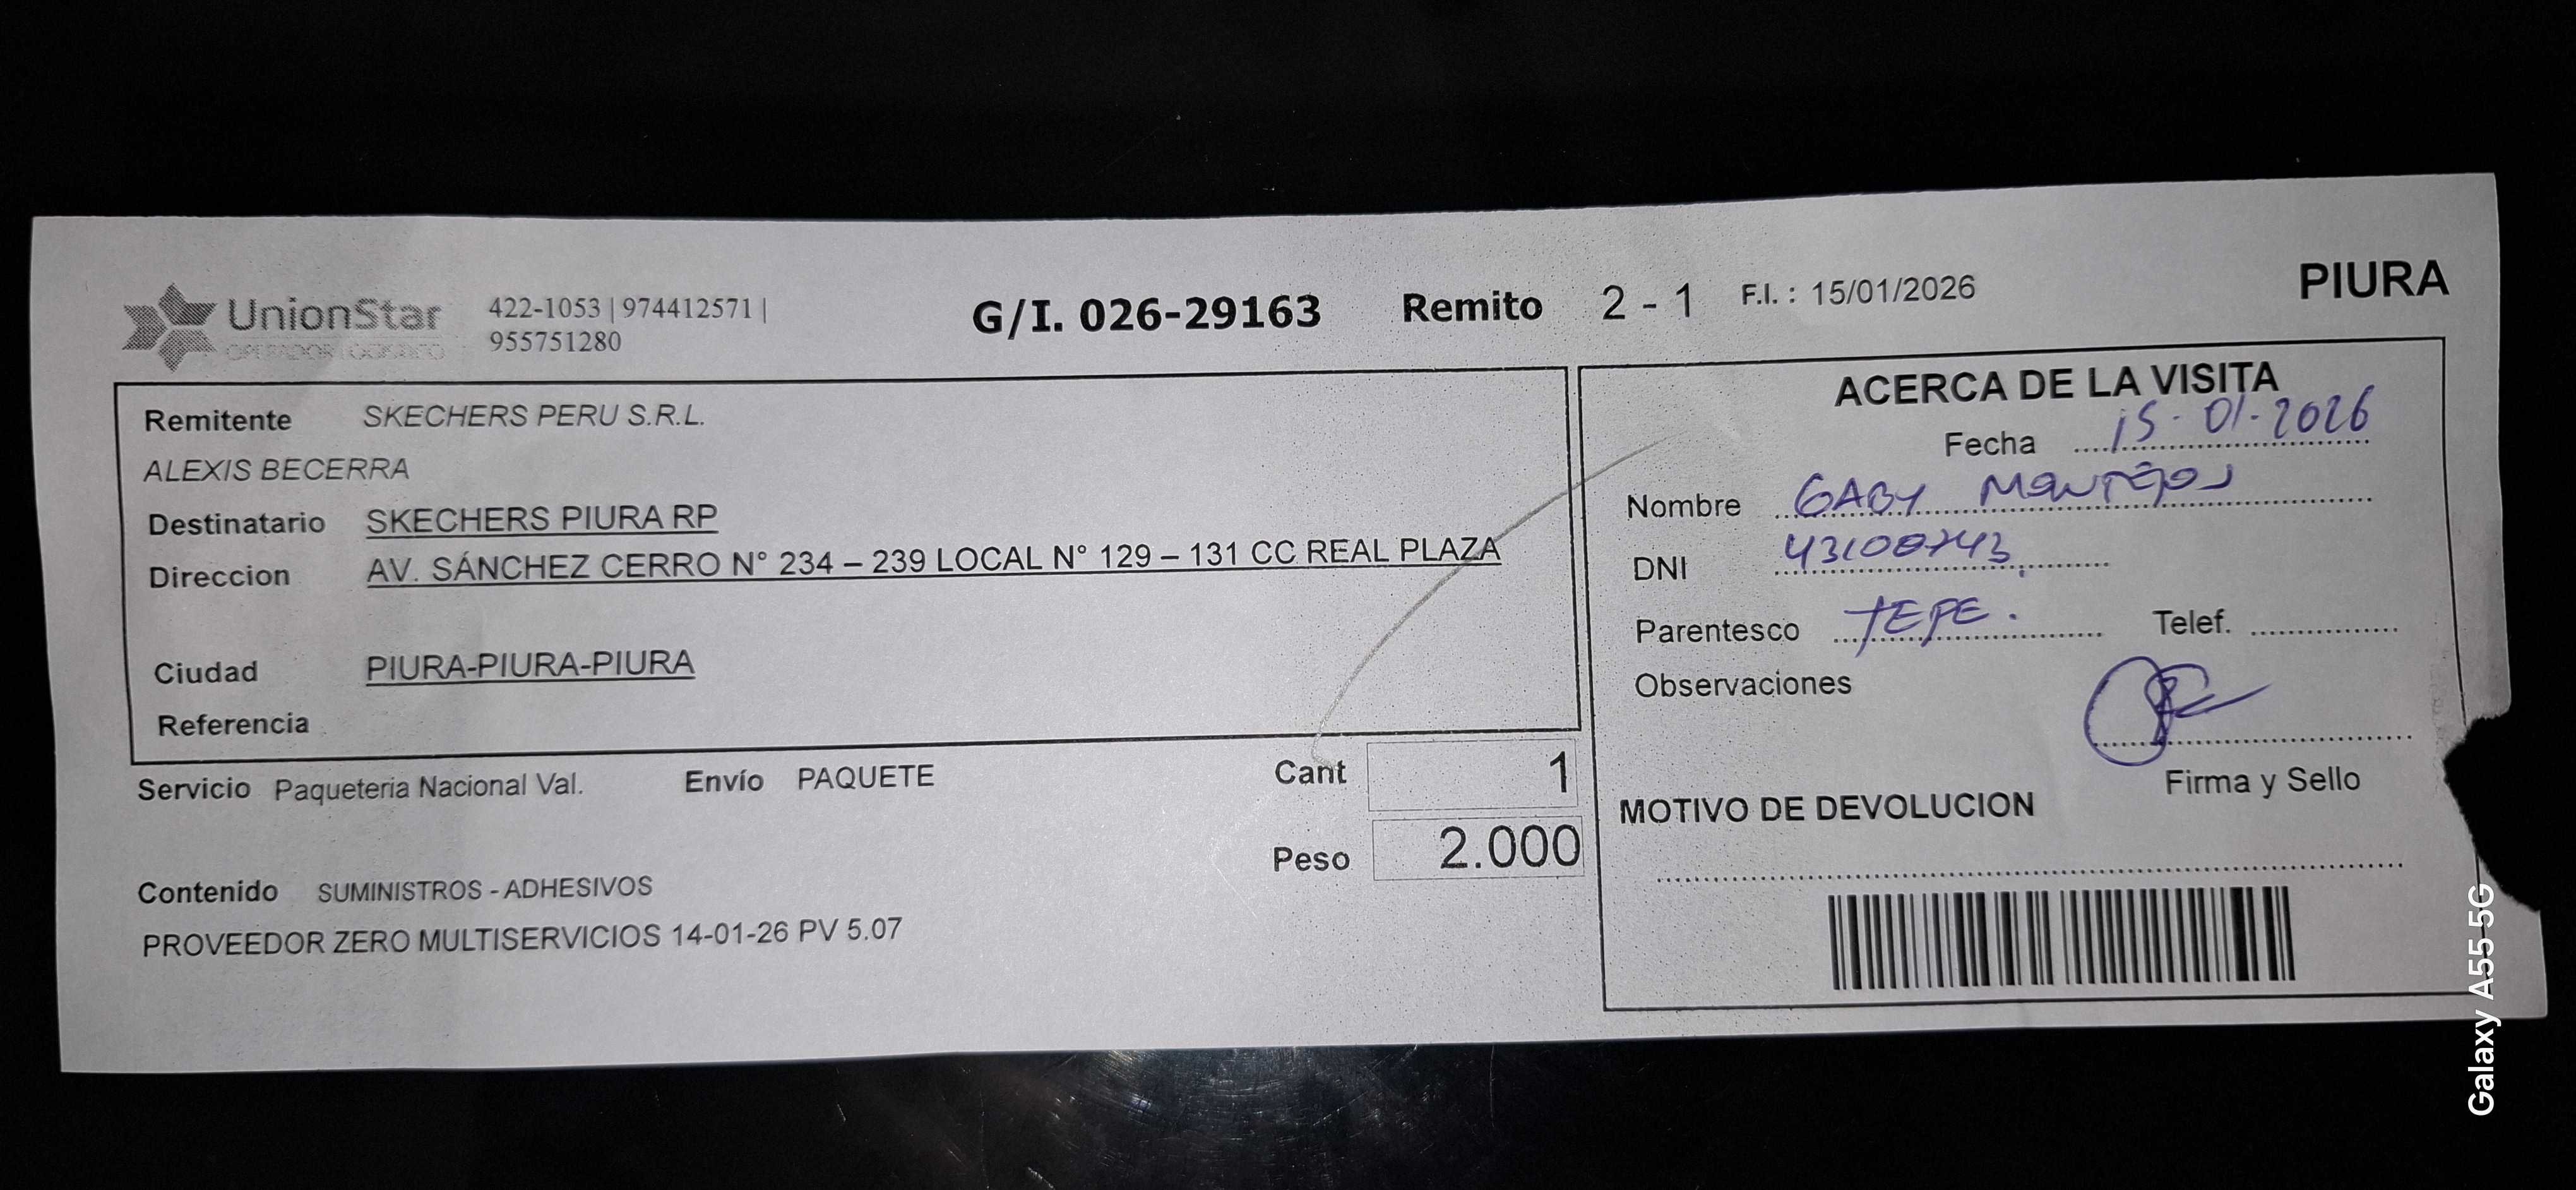 UnionStar
OPERADOR LOGISTICO
422-1053 | 974412571 |
955751280
G/I. 026-29163 Remito 2 - 1 F.I. : 15/01/2026 PIURA
Remitente SKECHERS PERU S.R.L.
ALEXIS BECERRA
Destinatario SKECHERS PIURA RP
Direccion AV. SÁNCHEZ CERRO N° 234 – 239 LOCAL N° 129 – 131 CC REAL PLAZA
Ciudad PIURA-PIURA-PIURA
Referencia
Servicio Paqueteria Nacional Val. Envío PAQUETE
Cant 1
Peso 2.000
Contenido SUMINISTROS - ADHESIVOS
PROVEEDOR ZERO MULTISERVICIOS 14-01-26 PV 5.07
ACERCA DE LA VISITA
Fecha 15-01-2026
Nombre GABY
DNI 43100743
Parentesco JEFE. Telef.
Observaciones
Firma y Sello
MOTIVO DE DEVOLUCION
Galaxy A55 5G